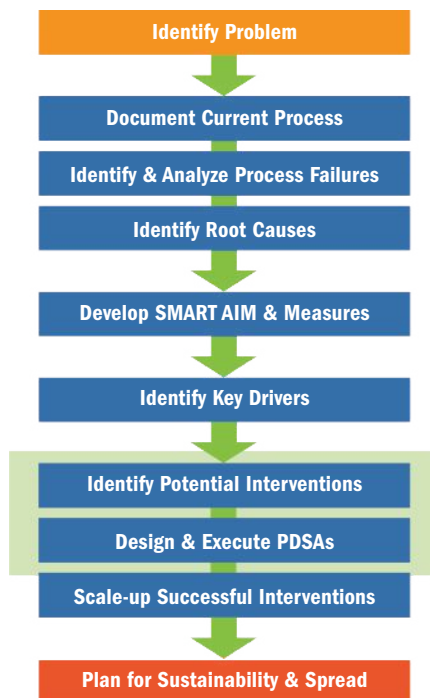 Identify Problem
Document Current Process
Identify & Analyze Process Failures
Identify Root Causes
Develop SMART AIM & Measures
Identify Key Drivers
Identify Potential Interventions
Design & Execute PDSAs
Scale-up Successful Interventions
Plan for Sustainability & Spread